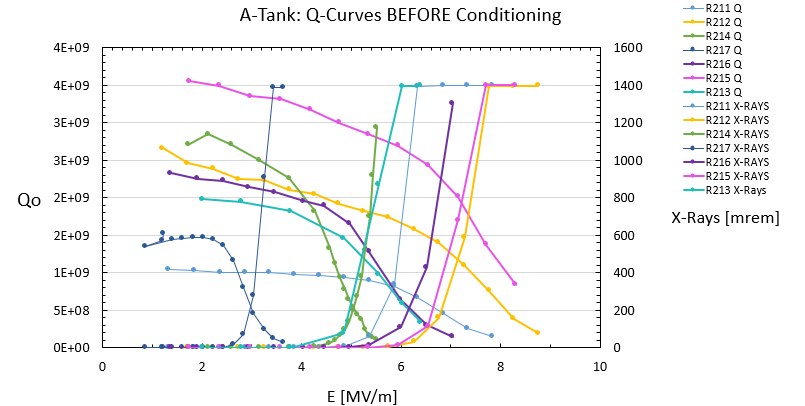 A-Tank: Q-Curves BEFORE Conditioning
4E+09
4E+09
3E+09
3E+09
2E+09
2E+09
1E+09
5E+08
0E+00
Qo
0 2 4 6 8 10
E [MV/m]
1600
1400
1200
1000
800
600
400
200
0
X-Rays [mrem]
R211 Q
R212 Q
R214 Q
R217 Q
R216 Q
R215 Q
R213 Q
R211 X-RAYS
R212 X-RAYS
R214 X-RAYS
R217 X-RAYS
R216 X-RAYS
R215 X-RAYS
R213 X-Rays